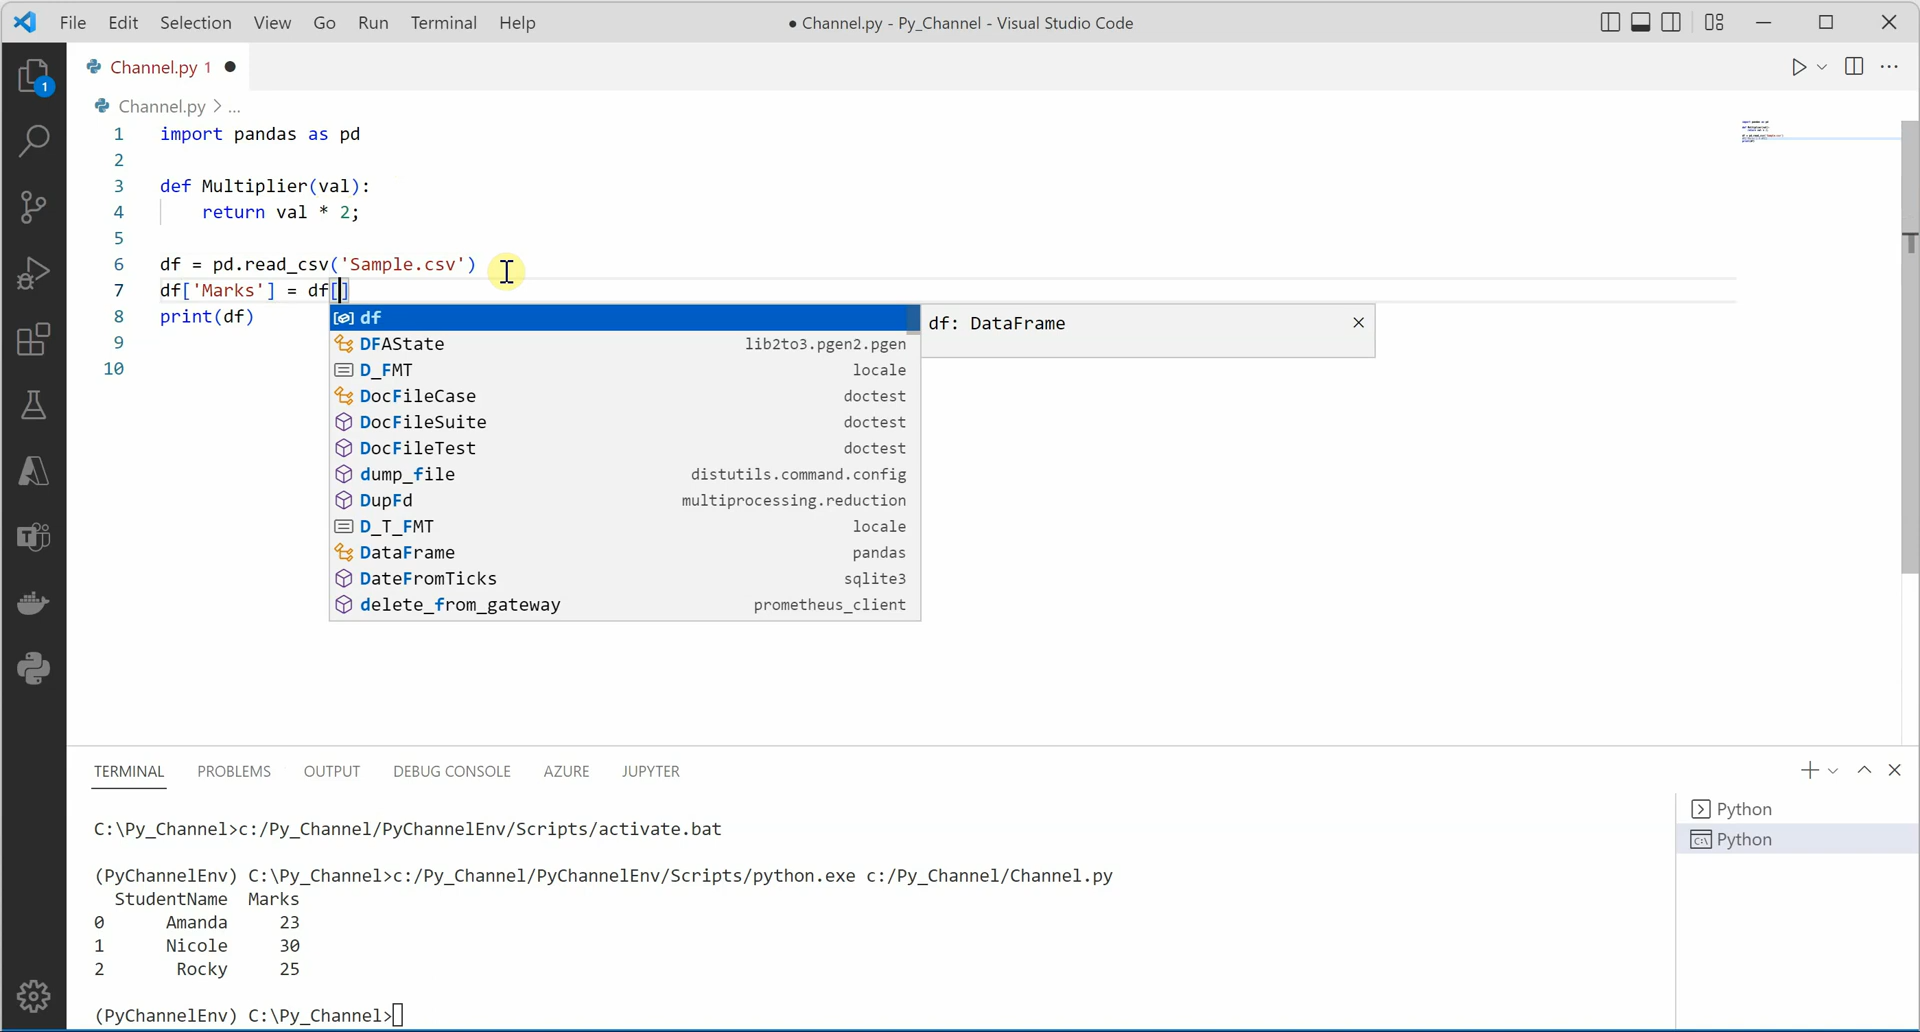 File Edit Selection View Go Run Terminal Help
● Channel.py - Py_Channel - Visual Studio Code
Channel.py 1 ●
1
Channel.py > ...
1 import pandas as pd
2
3 def Multiplier(val):
4 return val * 2;
5
6 df = pd.read_csv('Sample.csv')
7 df['Marks'] = df[]
8 print(df)
9
10
df
DFAState lib2to3.pgen2.pgen
D_FMT locale
DocFileCase doctest
DocFileSuite doctest
DocFileTest doctest
dump_file distutils.command.config
DupFd multiprocessing.reduction
D_T_FMT locale
DataFrame pandas
DateFromTicks sqlite3
delete_from_gateway prometheus_client
df: DataFrame
TERMINAL PROBLEMS OUTPUT DEBUG CONSOLE AZURE JUPYTER
C:\Py_Channel>c:/Py_Channel/PyChannelEnv/Scripts/activate.bat
(PyChannelEnv) C:\Py_Channel>c:/Py_Channel/PyChannelEnv/Scripts/python.exe c:/Py_Channel/Channel.py
StudentName Marks
0 Amanda 23
1 Nicole 30
2 Rocky 25
(PyChannelEnv) C:\Py_Channel>
Python
Python